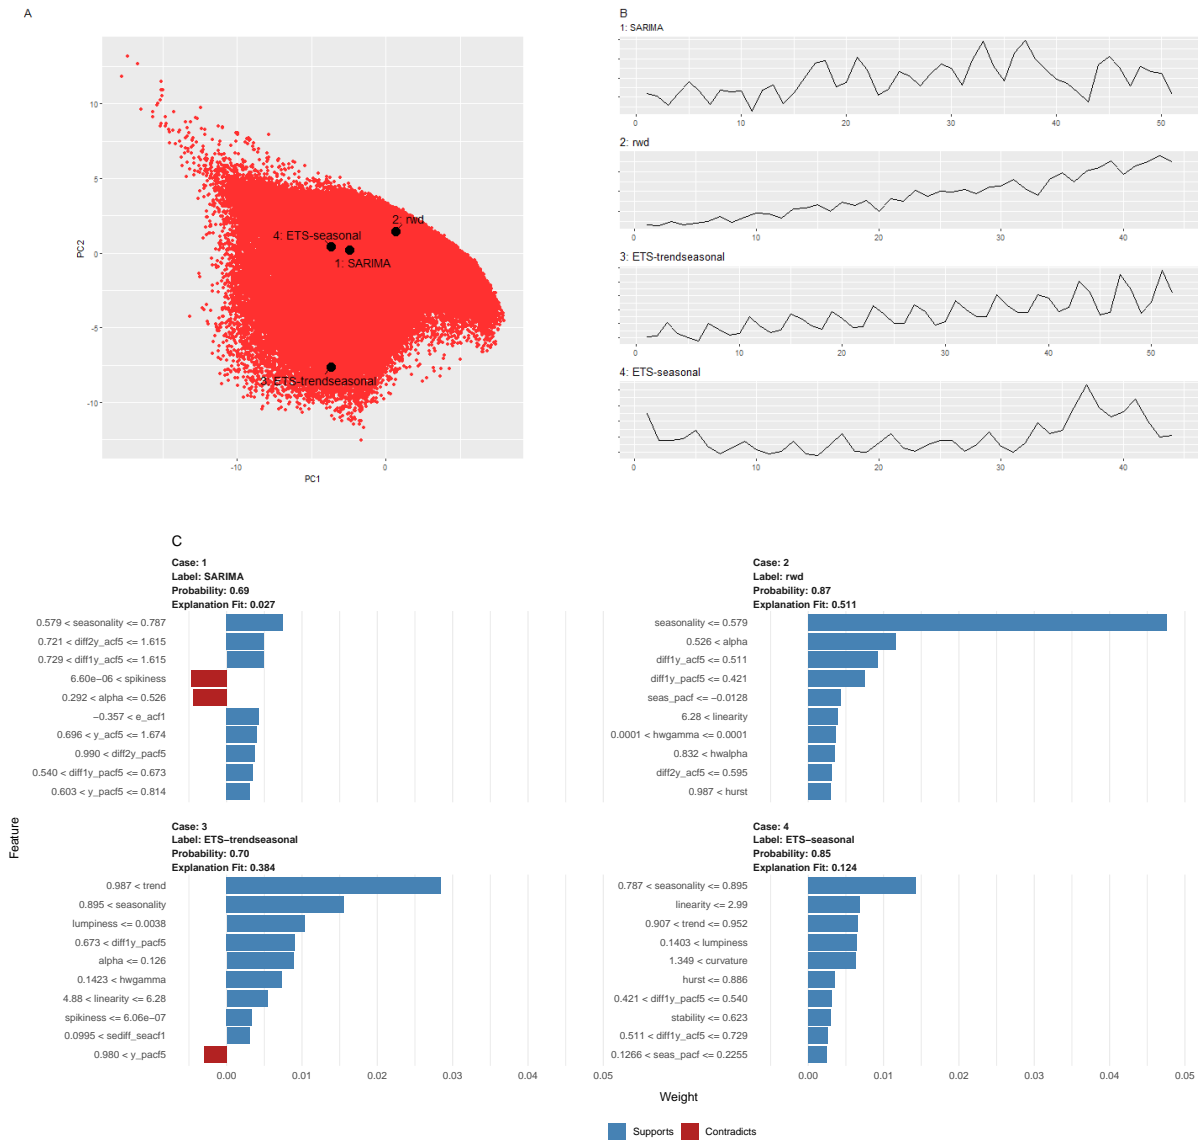 A
10
5
0
-5
-10
PC2
2: rwd
4: ETS-seasonal
1: SARIMA
3: ETS-trendseasonal
-10
0
PC1
B
1: SARIMA
0
10
20
30
40
50
2: rwd
0
10
20
30
40
3: ETS-trendseasonal
0
10
20
30
40
50
4: ETS-seasonal
0
10
20
30
40
C
Feature
Case: 1
Label: SARIMA
Probability: 0.69
Explanation Fit: 0.027
0.579 < seasonality <= 0.787
0.721 < diff2y_acf5 <= 1.615
0.729 < diff1y_acf5 <= 1.615
6.60e−06 < spikiness
0.292 < alpha <= 0.526
−0.357 < e_acf1
0.696 < y_acf5 <= 1.674
0.990 < diff2y_pacf5
0.540 < diff1y_pacf5 <= 0.673
0.603 < y_pacf5 <= 0.814
Case: 2
Label: rwd
Probability: 0.87
Explanation Fit: 0.511
seasonality <= 0.579
0.526 < alpha
diff1y_acf5 <= 0.511
diff1y_pacf5 <= 0.421
seas_pacf <= −0.0128
6.28 < linearity
0.0001 < hwgamma <= 0.0001
0.832 < hwalpha
diff2y_acf5 <= 0.595
0.987 < hurst
Case: 3
Label: ETS−trendseasonal
Probability: 0.70
Explanation Fit: 0.384
0.987 < trend
0.895 < seasonality
lumpiness <= 0.0038
0.673 < diff1y_pacf5
alpha <= 0.126
0.1423 < hwgamma
4.88 < linearity <= 6.28
spikiness <= 6.06e−07
0.0995 < sediff_seacf1
0.980 < y_pacf5
0.00
0.01
0.02
0.03
0.04
0.05
Case: 4
Label: ETS−seasonal
Probability: 0.85
Explanation Fit: 0.124
0.787 < seasonality <= 0.895
linearity <= 2.99
0.907 < trend <= 0.952
0.1403 < lumpiness
1.349 < curvature
hurst <= 0.886
0.421 < diff1y_pacf5 <= 0.540
stability <= 0.623
0.511 < diff1y_acf5 <= 0.729
0.1266 < seas_pacf <= 0.2255
0.00
0.01
0.02
0.03
0.04
0.05
Weight
Supports
Contradicts